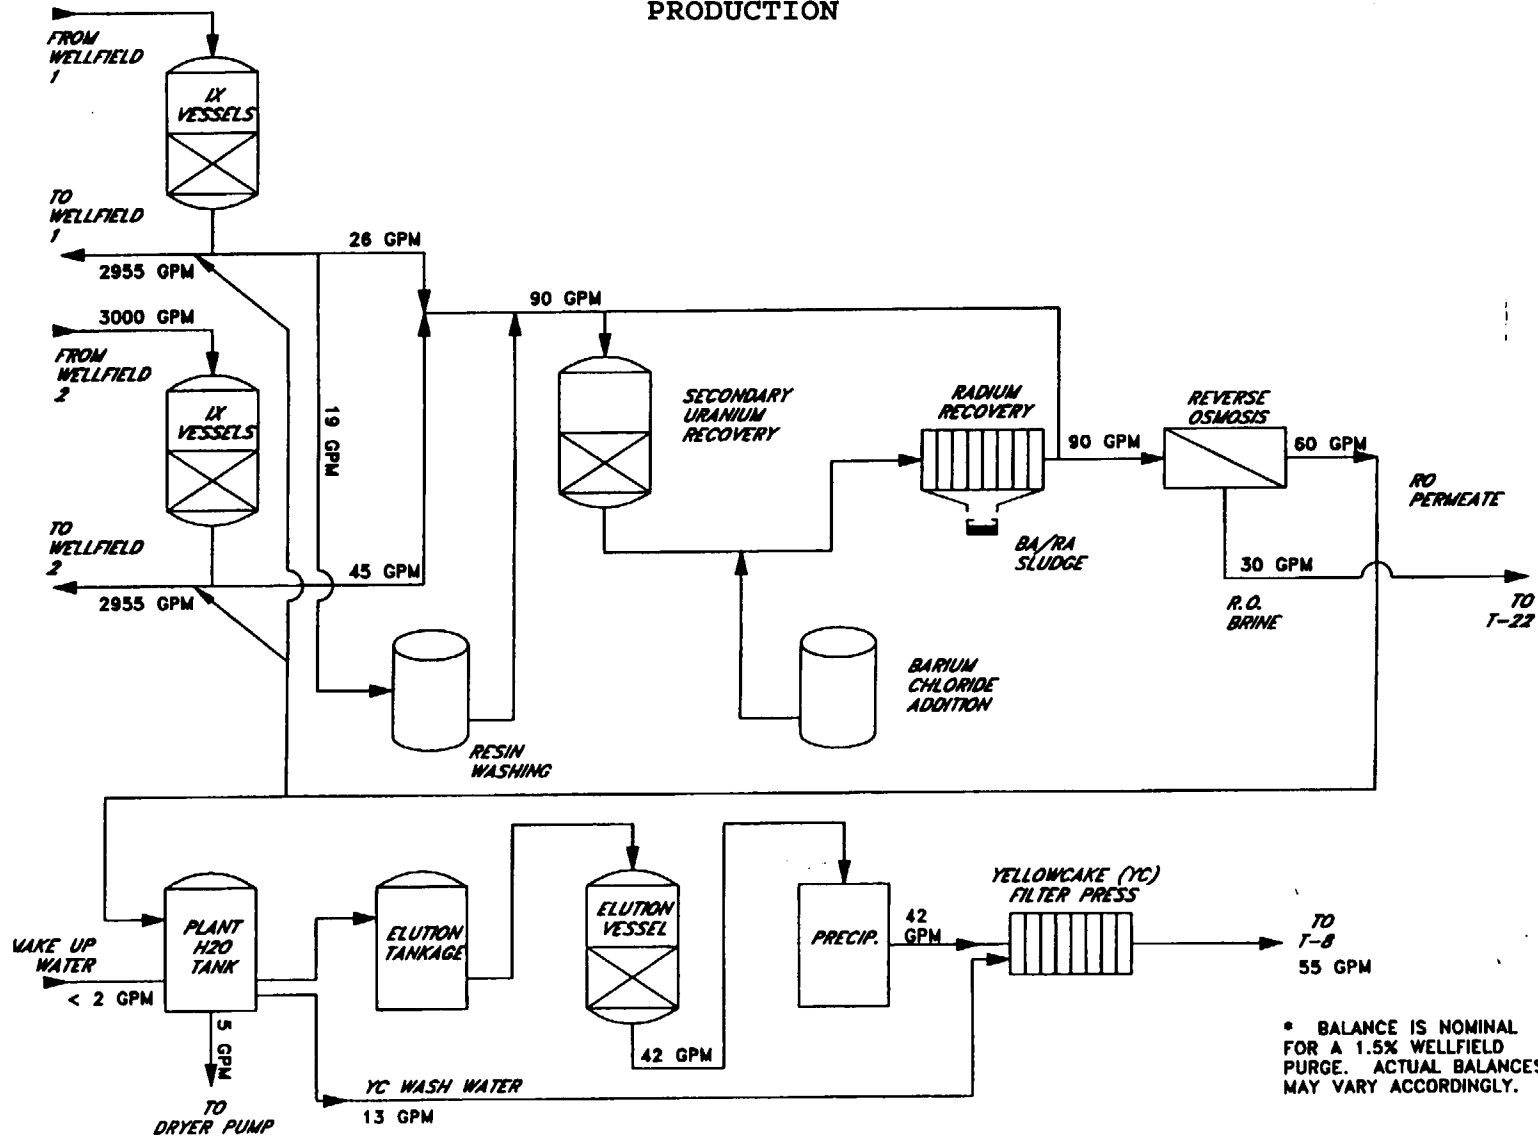 PRODUCTION
FROM
WELLFIELD
1
IX
VESSELS
TO
WELLFIELD
1
2955 GPM
26 GPM
3000 GPM
FROM
WELLFIELD
2
IX
VESSELS
19 GPM
TO
WELLFIELD
2
2955 GPM
45 GPM
90 GPM
SECONDARY
URANIUM
RECOVERY
RADIUM
RECOVERY
90 GPM
REVERSE
OSMOSIS
60 GPM
RO
PERMEATE
BA/RA
SLUDGE
30 GPM
R.O.
BRINE
TO
T-22
RESIN
WASHING
BARIUM
CHLORIDE
ADDITION
PLANT
H2O
TANK
MAKE UP
WATER
< 2 GPM
5 GPM
TO
DRYER PUMP
ELUTION
TANKAGE
ELUTION
VESSEL
42 GPM
YC WASH WATER
13 GPM
PRECIP.
42
GPM
YELLOWCAKE (YC)
FILTER PRESS
TO
T-8
55 GPM
* BALANCE IS NOMINAL
FOR A 1.5% WELLFIELD
PURGE. ACTUAL BALANCES
MAY VARY ACCORDINGLY.